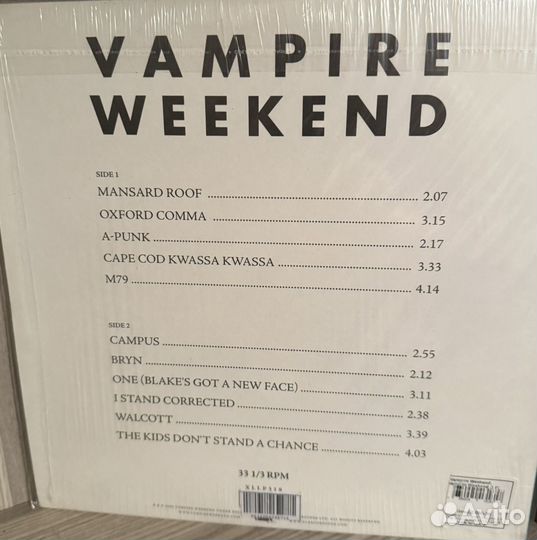 VAMPIRE
WEEKEND
SIDE 1
MANSARD ROOF 2.07
OXFORD COMMA 3.15
A-PUNK 2.17
CAPE COD KWASSA KWASSA 3.33
M79 4.14
SIDE 2
CAMPUS 2.55
BRYN 2.12
ONE (BLAKE'S GOT A NEW FACE) 3.11
I STAND CORRECTED 2.38
WALCOTT 3.39
THE KIDS DON'T STAND A CHANCE 4.03
33 1/3 RPM
XLLP318
Avito